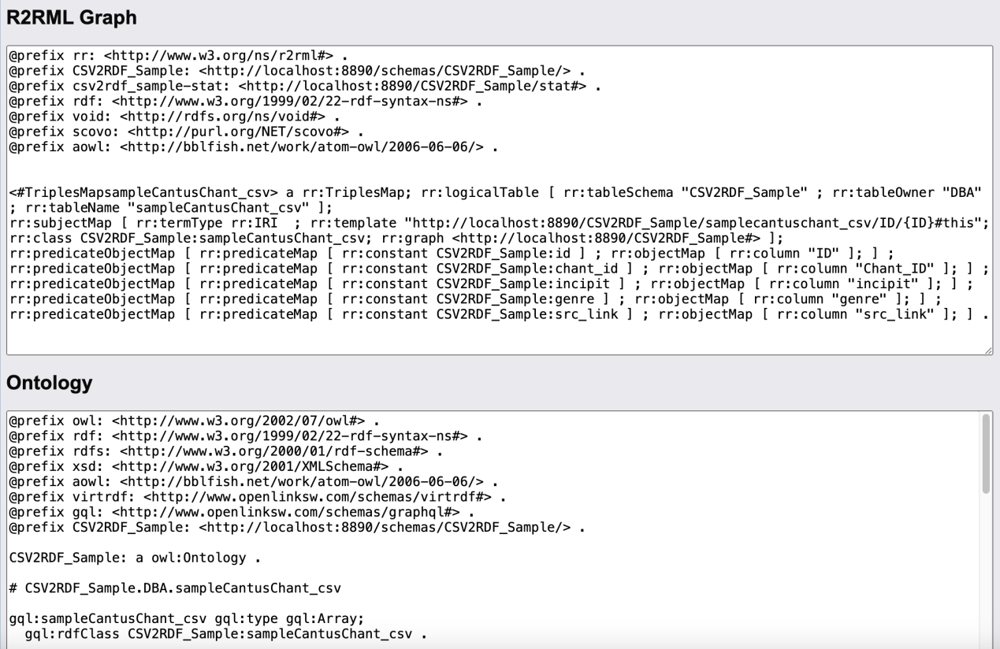 R2RML Graph
@prefix rr: <http://www.w3.org/ns/r2rml#> .
@prefix CSV2RDF_Sample: <http://localhost:8890/schemas/CSV2RDF_Sample/> .
@prefix csv2rdf_sample-stat: <http://localhost:8890/CSV2RDF_Sample/stat#> .
@prefix rdf: <http://www.w3.org/1999/02/22-rdf-syntax-ns#> .
@prefix void: <http://rdfs.org/ns/void#> .
@prefix scovo: <http://purl.org/NET/scovo#> .
@prefix aowl: <http://bblfish.net/work/atom-owl/2006-06-06/> .
<#TriplesMapsampleCantusChant_csv> a rr:TriplesMap; rr:logicalTable [ rr:tableSchema "CSV2RDF_Sample" ; rr:tableOwner "DBA"
; rr:tableName "sampleCantusChant_csv" ];
rr:subjectMap [ rr:termType rr:IRI  ; rr:template "http://localhost:8890/CSV2RDF_Sample/samplecantuschant_csv/ID/{ID}#this";
rr:class CSV2RDF_Sample:sampleCantusChant_csv; rr:graph <http://localhost:8890/CSV2RDF_Sample#> ];
rr:predicateObjectMap [ rr:predicateMap [ rr:constant CSV2RDF_Sample:id ] ; rr:objectMap [ rr:column "ID" ]; ] ;
rr:predicateObjectMap [ rr:predicateMap [ rr:constant CSV2RDF_Sample:chant_id ] ; rr:objectMap [ rr:column "Chant_ID" ]; ] ;
rr:predicateObjectMap [ rr:predicateMap [ rr:constant CSV2RDF_Sample:incipit ] ; rr:objectMap [ rr:column "incipit" ]; ] ;
rr:predicateObjectMap [ rr:predicateMap [ rr:constant CSV2RDF_Sample:genre ] ; rr:objectMap [ rr:column "genre" ]; ] ;
rr:predicateObjectMap [ rr:predicateMap [ rr:constant CSV2RDF_Sample:src_link ] ; rr:objectMap [ rr:column "src_link" ]; ] .
Ontology
@prefix owl: <http://www.w3.org/2002/07/owl#> .
@prefix rdf: <http://www.w3.org/1999/02/22-rdf-syntax-ns#> .
@prefix rdfs: <http://www.w3.org/2000/01/rdf-schema#> .
@prefix xsd: <http://www.w3.org/2001/XMLSchema#> .
@prefix aowl: <http://bblfish.net/work/atom-owl/2006-06-06/> .
@prefix virtrdf: <http://www.openlinksw.com/schemas/virtrdf#> .
@prefix gql: <http://www.openlinksw.com/schemas/graphql#> .
@prefix CSV2RDF_Sample: <http://localhost:8890/schemas/CSV2RDF_Sample/> .
CSV2RDF_Sample: a owl:Ontology .
# CSV2RDF_Sample.DBA.sampleCantusChant_csv
gql:sampleCantusChant_csv gql:type gql:Array;
  gql:rdfClass CSV2RDF_Sample:sampleCantusChant_csv .